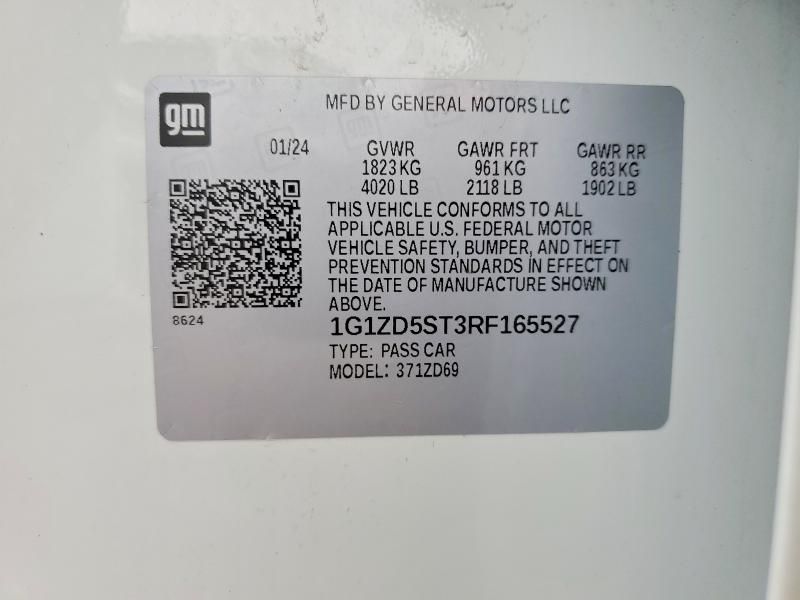 gm
MFD BY GENERAL MOTORS LLC
01/24 GVWR GAWR FRT GAWR RR
1823 KG 961 KG 863 KG
4020 LB 2118 LB 1902 LB
THIS VEHICLE CONFORMS TO ALL
APPLICABLE U.S. FEDERAL MOTOR
VEHICLE SAFETY, BUMPER, AND THEFT
PREVENTION STANDARDS IN EFFECT ON
THE DATE OF MANUFACTURE SHOWN
ABOVE.
8624
1G1ZD5ST3RF165527
TYPE: PASS CAR
MODEL: 371ZD69